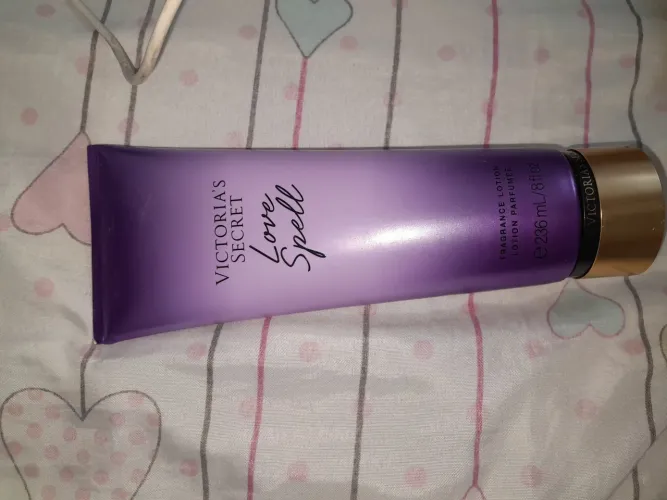 VICTORIA'S
SECRET
Love
Spell
FRAGRANCE LOTION
LOTION PARFUMÉE
e 236 mL/8 fl oz
VICTORIA'S